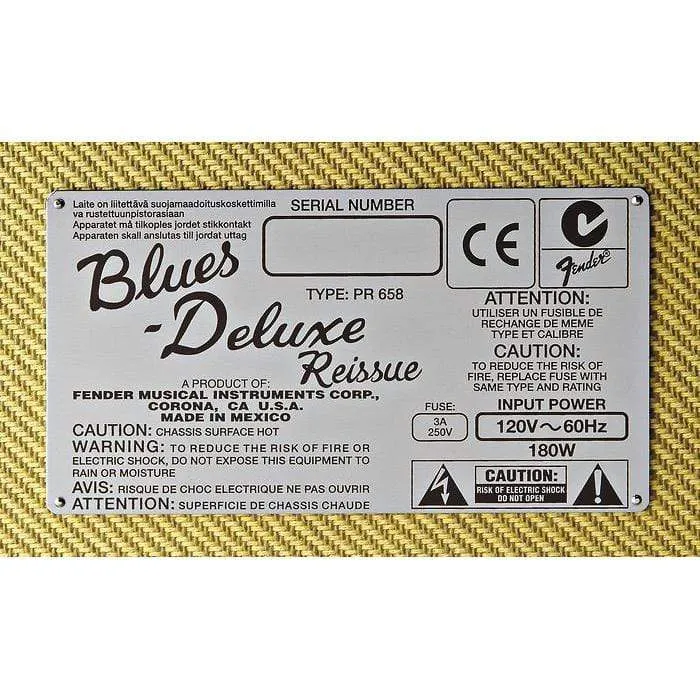 Laite on liitettävä suojamaadoituskoskettimilla
va rustettuunpistorasiaan
Apparatet må tilkoples jordet stikkontakt
Apparaten skall anslutas till jordat uttag
SERIAL NUMBER
CE
Fender®
Blues
-Deluxe
Reissue
TYPE: PR 658
ATTENTION:
UTILISER UN FUSIBLE DE
RECHANGE DE MEME
TYPE ET CALIBRE
CAUTION:
TO REDUCE THE RISK OF
FIRE, REPLACE FUSE WITH
SAME TYPE AND RATING
A PRODUCT OF:
FENDER MUSICAL INSTRUMENTS CORP.,
CORONA, CA U.S.A.
MADE IN MEXICO
FUSE:
3A
250V
INPUT POWER
120V~60Hz
180W
CAUTION: CHASSIS SURFACE HOT
WARNING: TO REDUCE THE RISK OF FIRE OR
ELECTRIC SHOCK, DO NOT EXPOSE THIS EQUIPMENT TO
RAIN OR MOISTURE
AVIS: RISQUE DE CHOC ELECTRIQUE NE PAS OUVRIR
ATTENTION: SUPERFICIE DE CHASSIS CHAUDE
CAUTION:
RISK OF ELECTRIC SHOCK
DO NOT OPEN